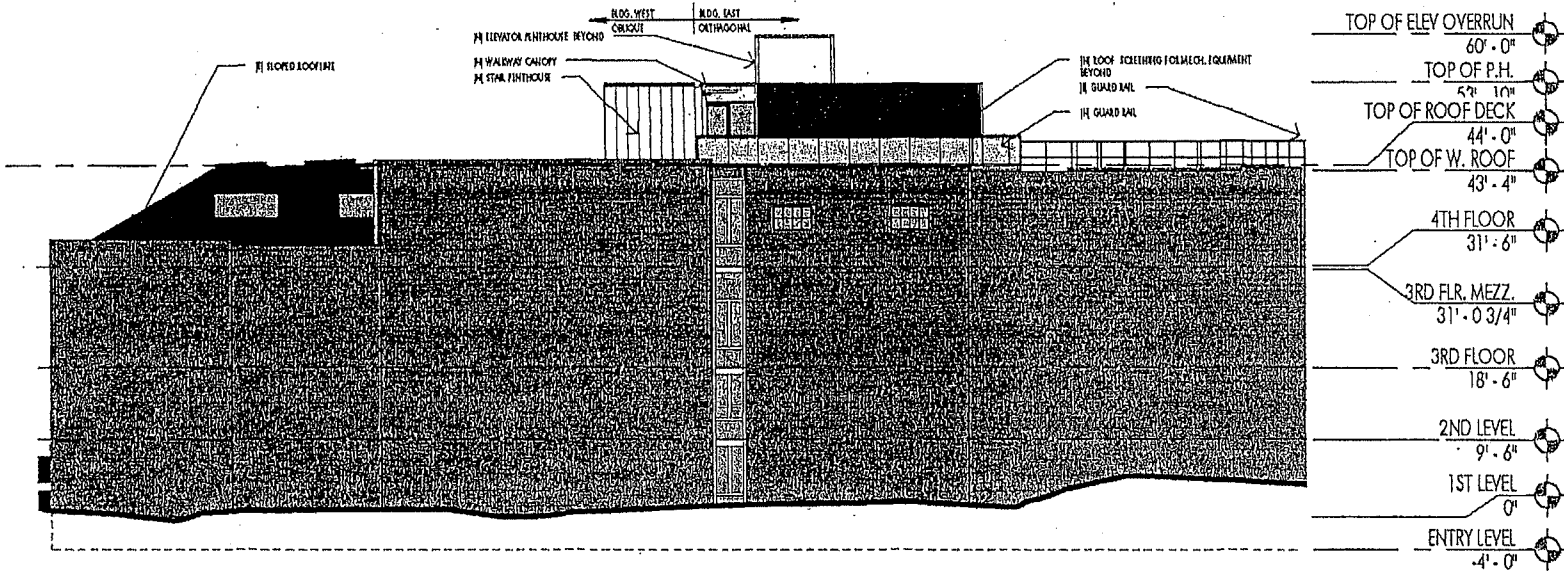 BLDG. WEST
OBLIQUE
BLDG. EAST
ORTHAGONAL
[N] ELEVATOR PENTHOUSE BEYOND
[N] WALKWAY CANOPY
[N] STAIR PENTHOUSE
[E] SLOPED ROOFLINE
[N] ROOF SCREENING FOR MECH. EQUIPMENT
BEYOND
GUARD RAIL
[N] GUARD RAIL
TOP OF ELEV OVERRUN
60' - 0"
TOP OF P.H.
53' - 10"
TOP OF ROOF DECK
44' - 0"
TOP OF W. ROOF
43' - 4"
4TH FLOOR
31' - 6"
3RD FLR. MEZZ.
31' - 0 3/4"
3RD FLOOR
18' - 6"
2ND LEVEL
9' - 6"
1ST LEVEL
0"
ENTRY LEVEL
-4' - 0"